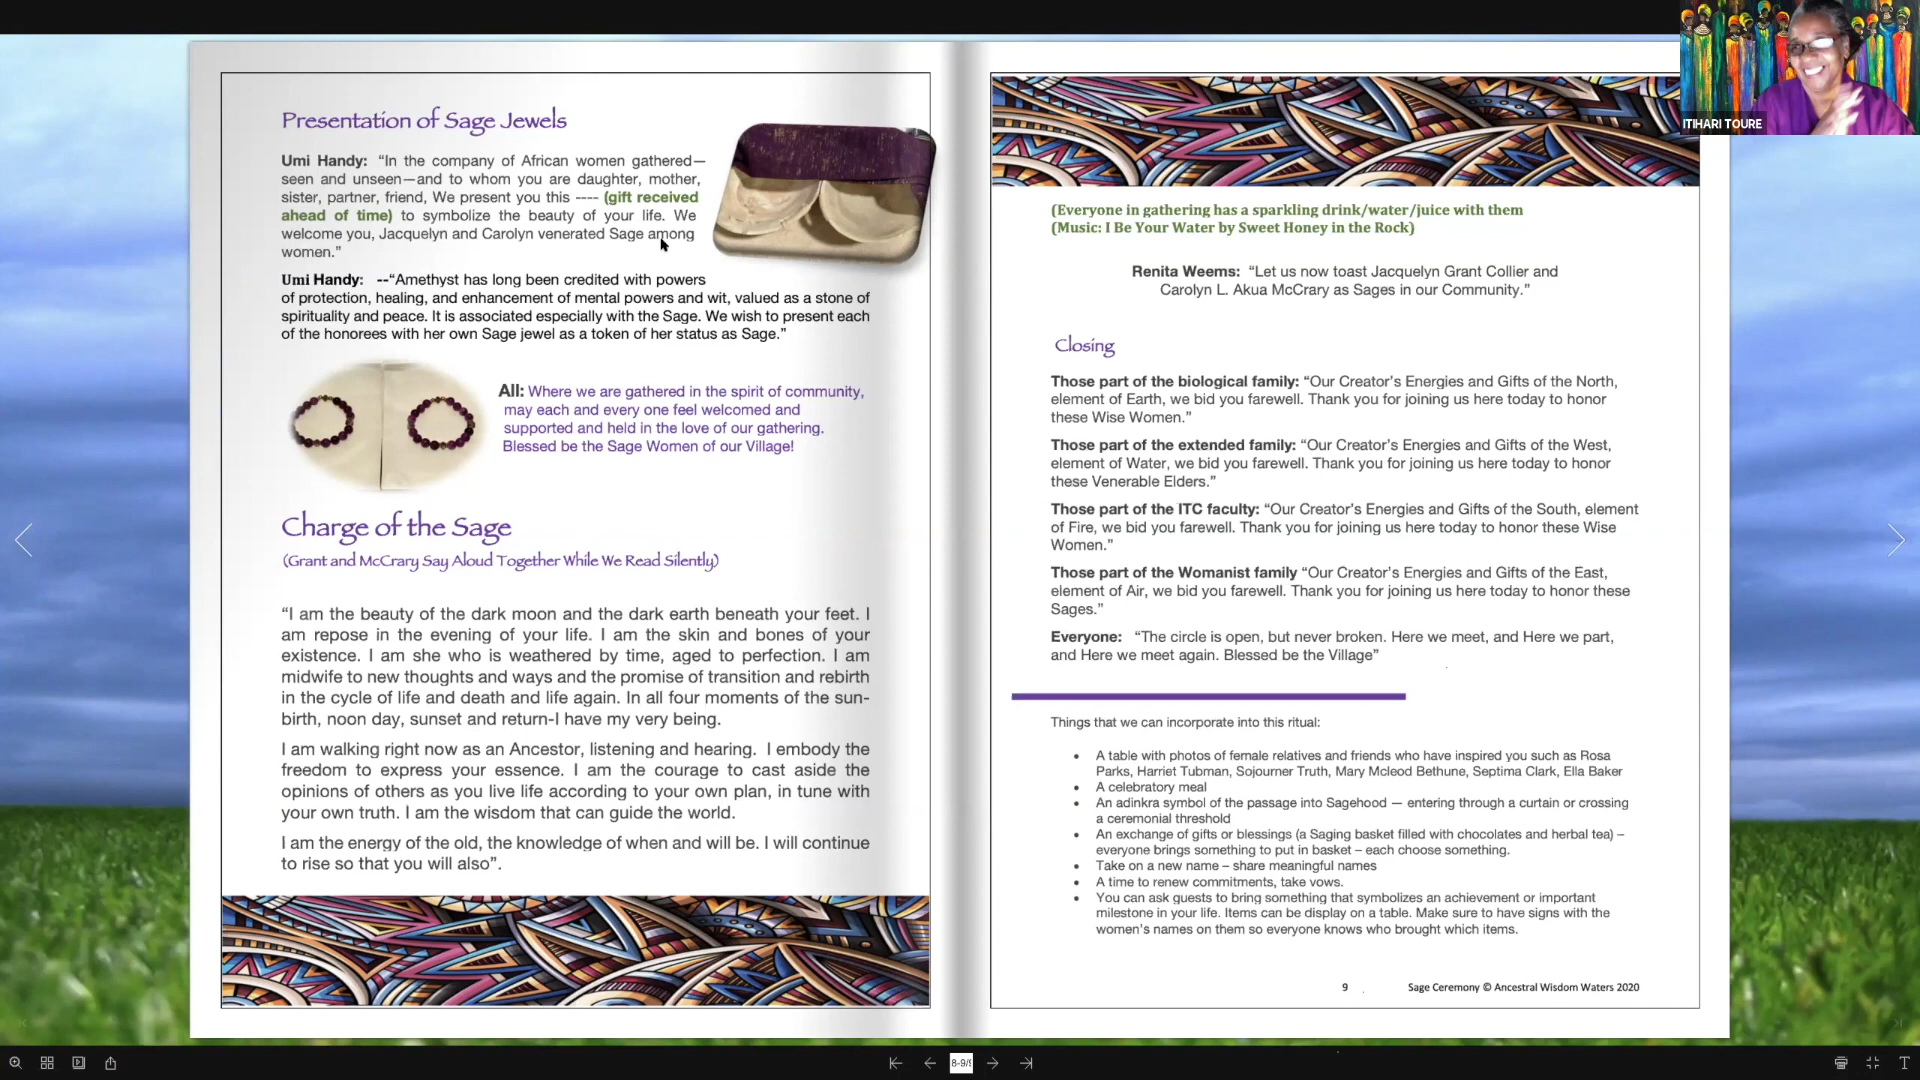 ITIHARI TOURE
Presentation of Sage Jewels
Umi Handy: “In the company of African women gathered—
seen and unseen—and to whom you are daughter, mother,
sister, partner, friend, We present you this ---- (gift received
ahead of time) to symbolize the beauty of your life. We
welcome you, Jacquelyn and Carolyn venerated Sage among
women.”
Umi Handy: --“Amethyst has long been credited with powers
of protection, healing, and enhancement of mental powers and wit, valued as a stone of
spirituality and peace. It is associated especially with the Sage. We wish to present each
of the honorees with her own Sage jewel as a token of her status as Sage.”
All: Where we are gathered in the spirit of community,
may each and every one feel welcomed and
supported and held in the love of our gathering.
Blessed be the Sage Women of our Village!
Charge of the Sage
(Grant and McCrary Say Aloud Together While We Read Silently)
“I am the beauty of the dark moon and the dark earth beneath your feet. I
am repose in the evening of your life. I am the skin and bones of your
existence. I am she who is weathered by time, aged to perfection. I am
midwife to new thoughts and ways and the promise of transition and rebirth
in the cycle of life and death and life again. In all four moments of the sun-
birth, noon day, sunset and return-I have my very being.
I am walking right now as an Ancestor, listening and hearing. I embody the
freedom to express your essence. I am the courage to cast aside the
opinions of others as you live life according to your own plan, in tune with
your own truth. I am the wisdom that can guide the world.
I am the energy of the old, the knowledge of when and will be. I will continue
to rise so that you will also”.
(Everyone in gathering has a sparkling drink/water/juice with them
(Music: I Be Your Water by Sweet Honey in the Rock)
Renita Weems: “Let us now toast Jacquelyn Grant Collier and
Carolyn L. Akua McCrary as Sages in our Community.”
Closing
Those part of the biological family: “Our Creator’s Energies and Gifts of the North,
element of Earth, we bid you farewell. Thank you for joining us here today to honor
these Wise Women.”
Those part of the extended family: “Our Creator’s Energies and Gifts of the West,
element of Water, we bid you farewell. Thank you for joining us here today to honor
these Venerable Elders.”
Those part of the ITC faculty: “Our Creator’s Energies and Gifts of the South, element
of Fire, we bid you farewell. Thank you for joining us here today to honor these Wise
Women.”
Those part of the Womanist family “Our Creator’s Energies and Gifts of the East,
element of Air, we bid you farewell. Thank you for joining us here today to honor these
Sages.”
Everyone: “The circle is open, but never broken. Here we meet, and Here we part,
and Here we meet again. Blessed be the Village”
Things that we can incorporate into this ritual:
• A table with photos of female relatives and friends who have inspired you such as Rosa
Parks, Harriet Tubman, Sojourner Truth, Mary Mcleod Bethune, Septima Clark, Ella Baker
• A celebratory meal
• An adinkra symbol of the passage into Sagehood — entering through a curtain or crossing
a ceremonial threshold
• An exchange of gifts or blessings (a Saging basket filled with chocolates and herbal tea) –
everyone brings something to put in basket – each choose something.
• Take on a new name – share meaningful names
• A time to renew commitments, take vows.
• You can ask guests to bring something that symbolizes an achievement or important
milestone in your life. Items can be display on a table. Make sure to have signs with the
women’s names on them so everyone knows who brought which items.
9 Sage Ceremony © Ancestral Wisdom Waters 2020
8-9/9